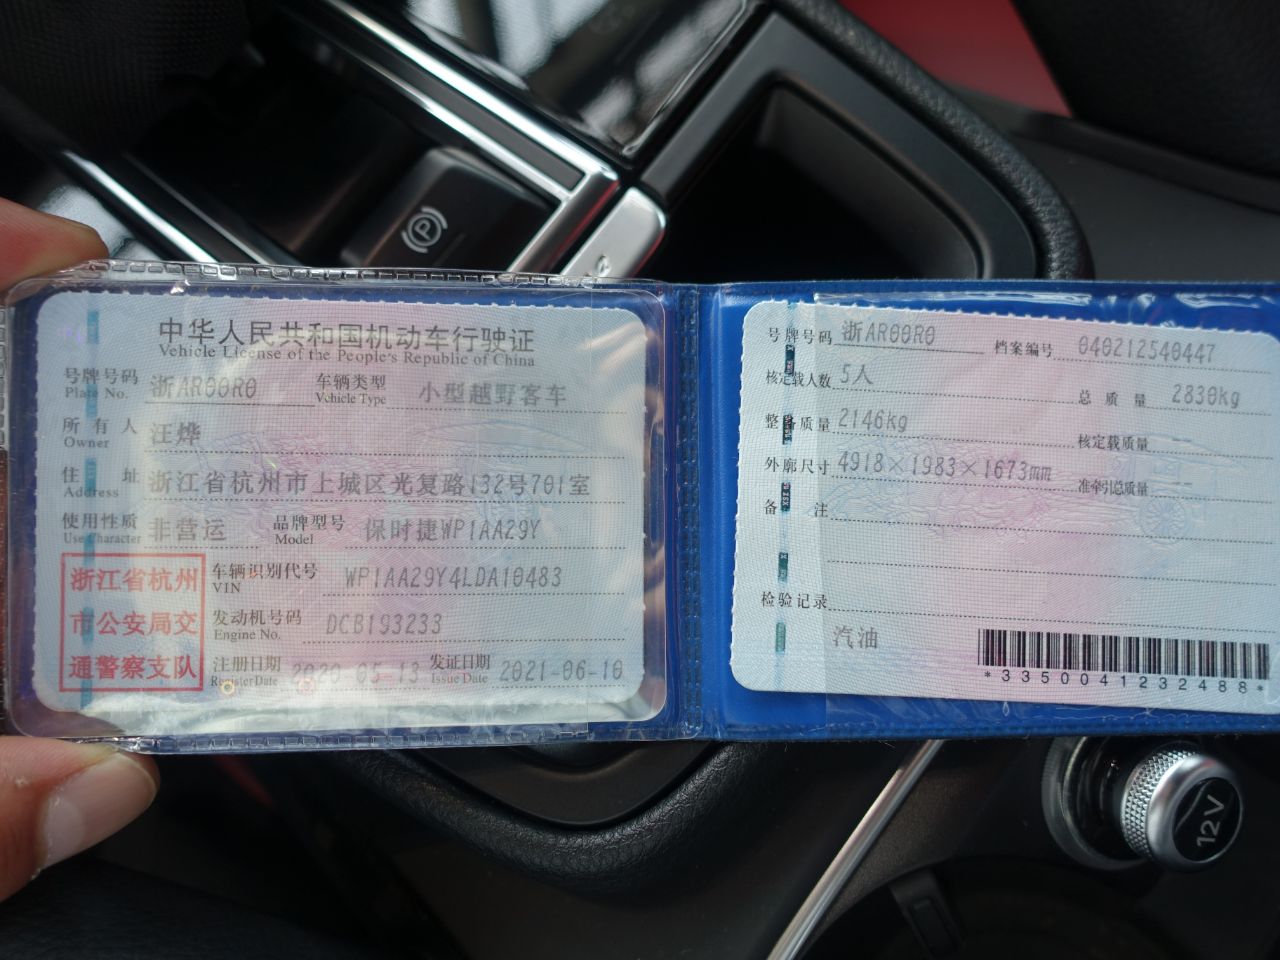 中华人民共和国机动车行驶证
Vehicle License of the People's Republic of China
号牌号码 浙AR00R0 车辆类型 小型越野客车
Plate No. Vehicle Type
所有人 汪烨
Owner
住址 浙江省杭州市上城区光复路132号701室
Address
使用性质 非营运 品牌型号 保时捷WP1AA29Y
Use Character Model
浙江省杭州
市公安局交
通警察支队
车辆识别代号 WP1AA29Y4LDA10483
VIN
发动机号码 DCB193233
Engine No.
注册日期 2020-05-13 发证日期 2021-06-10
Register Date Issue Date
号牌号码 浙AR00R0 档案编号 040212540447
核定载人数 5人 总质量 2830kg
整备质量 2146kg 核定载质量 --
外廓尺寸 4918×1983×1673mm 准牵引总质量 --
备注
检验记录
汽油
*3350041232488*
P
12V